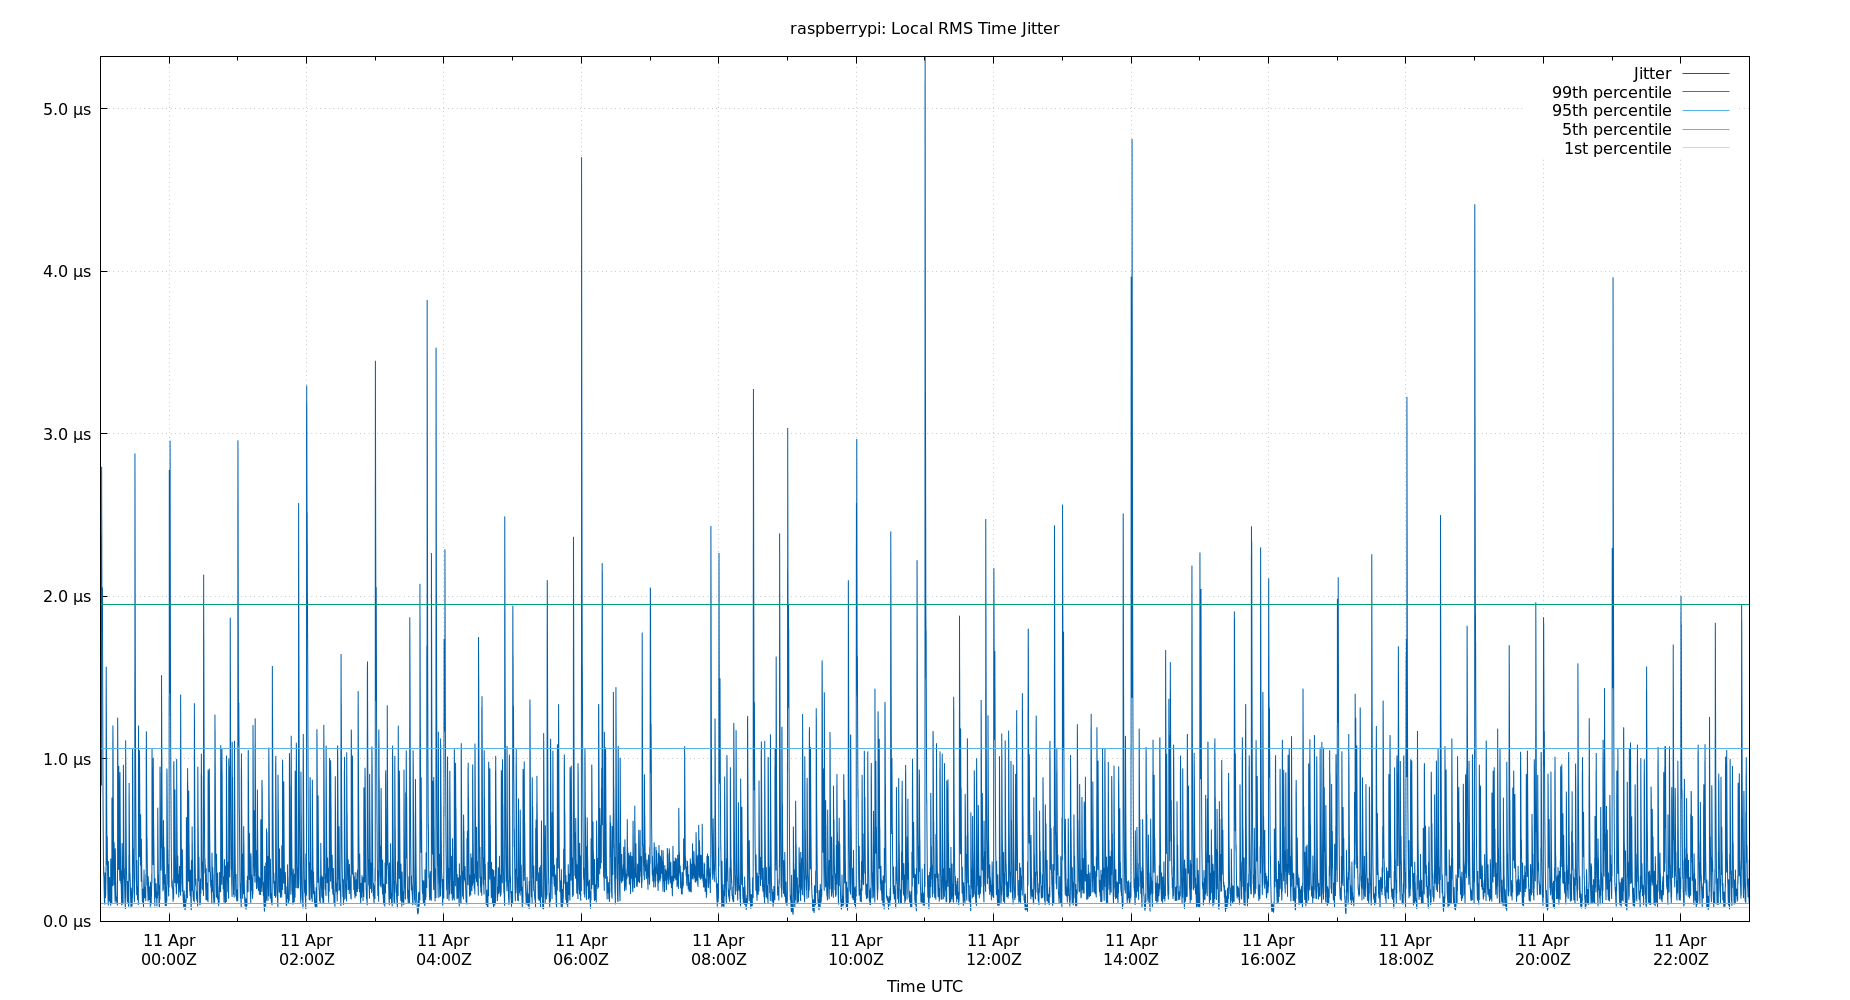 raspberrypi: Local RMS Time Jitter
Jitter
99th percentile
95th percentile
5th percentile
1st percentile
5.0 µs
4.0 µs
3.0 µs
2.0 µs
1.0 µs
0.0 µs
11 Apr 11 Apr 11 Apr 11 Apr 11 Apr 11 Apr 11 Apr 11 Apr 11 Apr 11 Apr 11 Apr 11 Apr
00:00Z 02:00Z 04:00Z 06:00Z 08:00Z 10:00Z 12:00Z 14:00Z 16:00Z 18:00Z 20:00Z 22:00Z
Time UTC